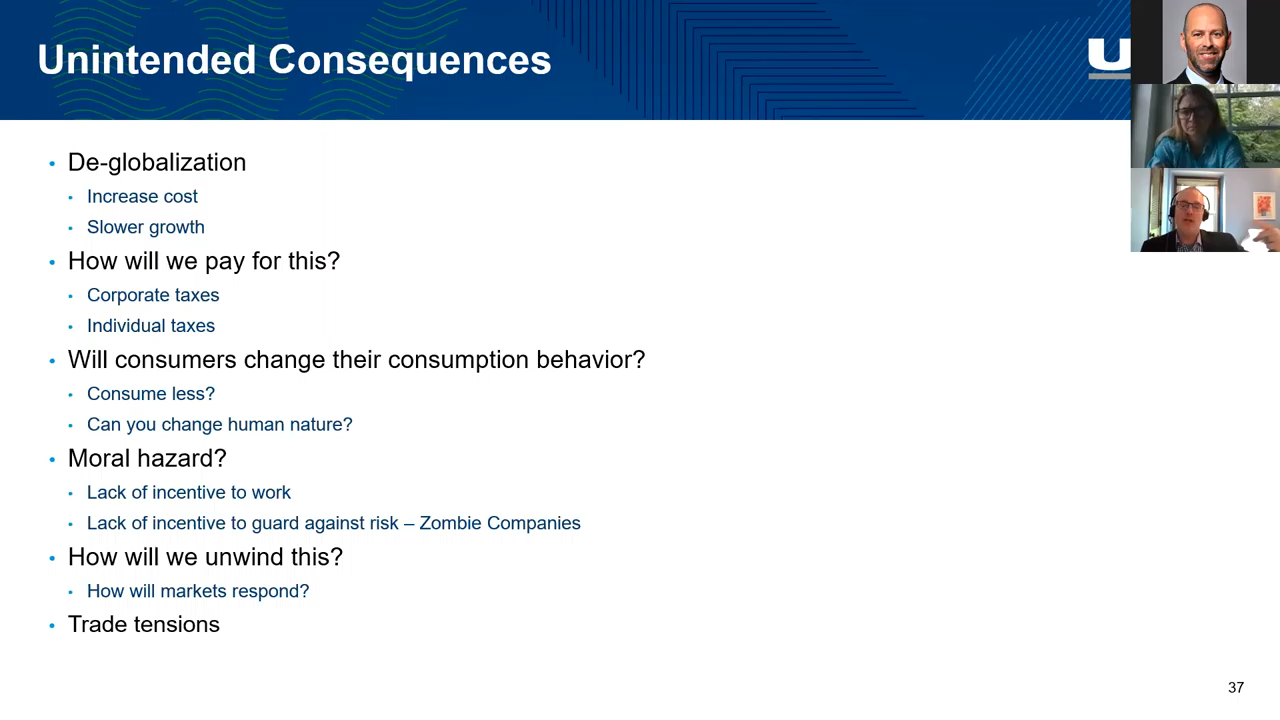 Unintended Consequences
U
• De-globalization
• Increase cost
• Slower growth
• How will we pay for this?
• Corporate taxes
• Individual taxes
• Will consumers change their consumption behavior?
• Consume less?
• Can you change human nature?
• Moral hazard?
• Lack of incentive to work
• Lack of incentive to guard against risk – Zombie Companies
• How will we unwind this?
• How will markets respond?
• Trade tensions
37